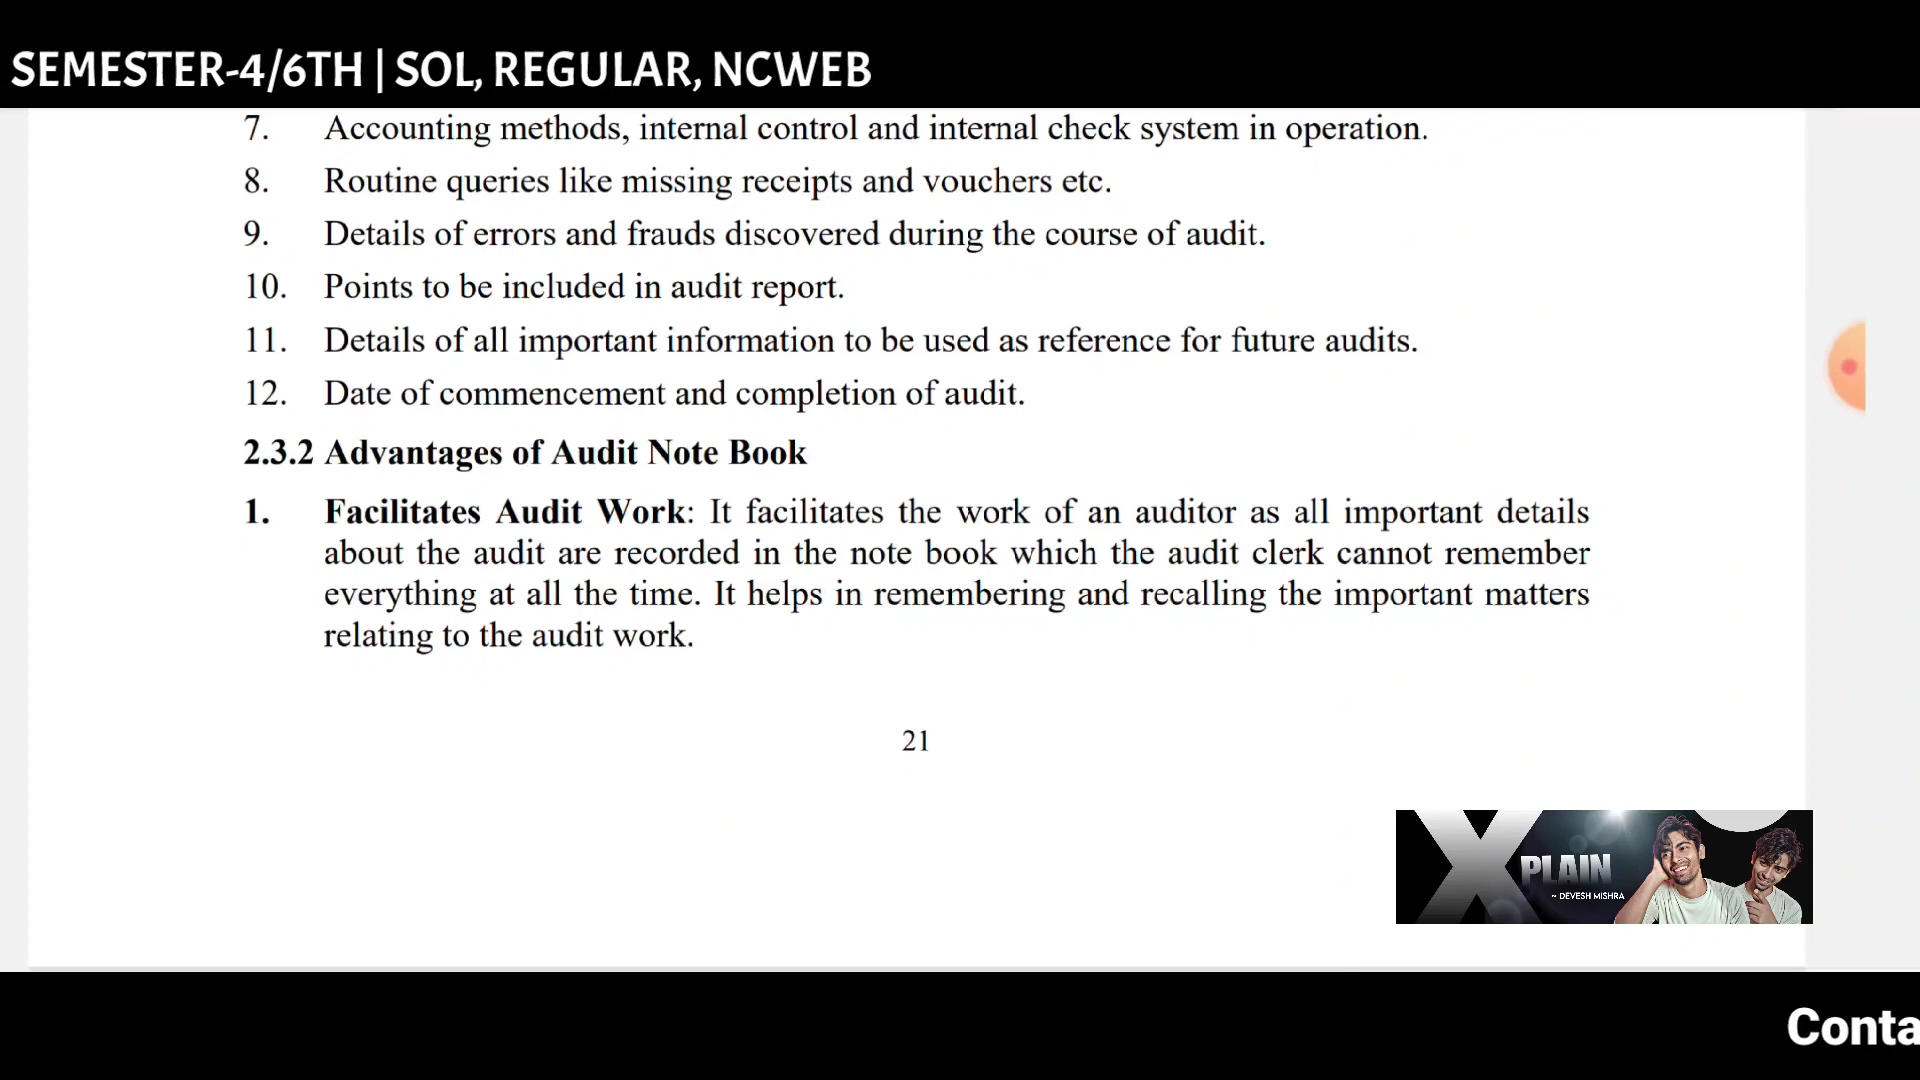 SEMESTER-4/6TH | SOL, REGULAR, NCWEB
7. Accounting methods, internal control and internal check system in operation.
8. Routine queries like missing receipts and vouchers etc.
9. Details of errors and frauds discovered during the course of audit.
10. Points to be included in audit report.
11. Details of all important information to be used as reference for future audits.
12. Date of commencement and completion of audit.
2.3.2 Advantages of Audit Note Book
1. Facilitates Audit Work: It facilitates the work of an auditor as all important details
about the audit are recorded in the note book which the audit clerk cannot remember
everything at all the time. It helps in remembering and recalling the important matters
relating to the audit work.
21
XPLAIN
~ DEVESH MISHRA
Conta